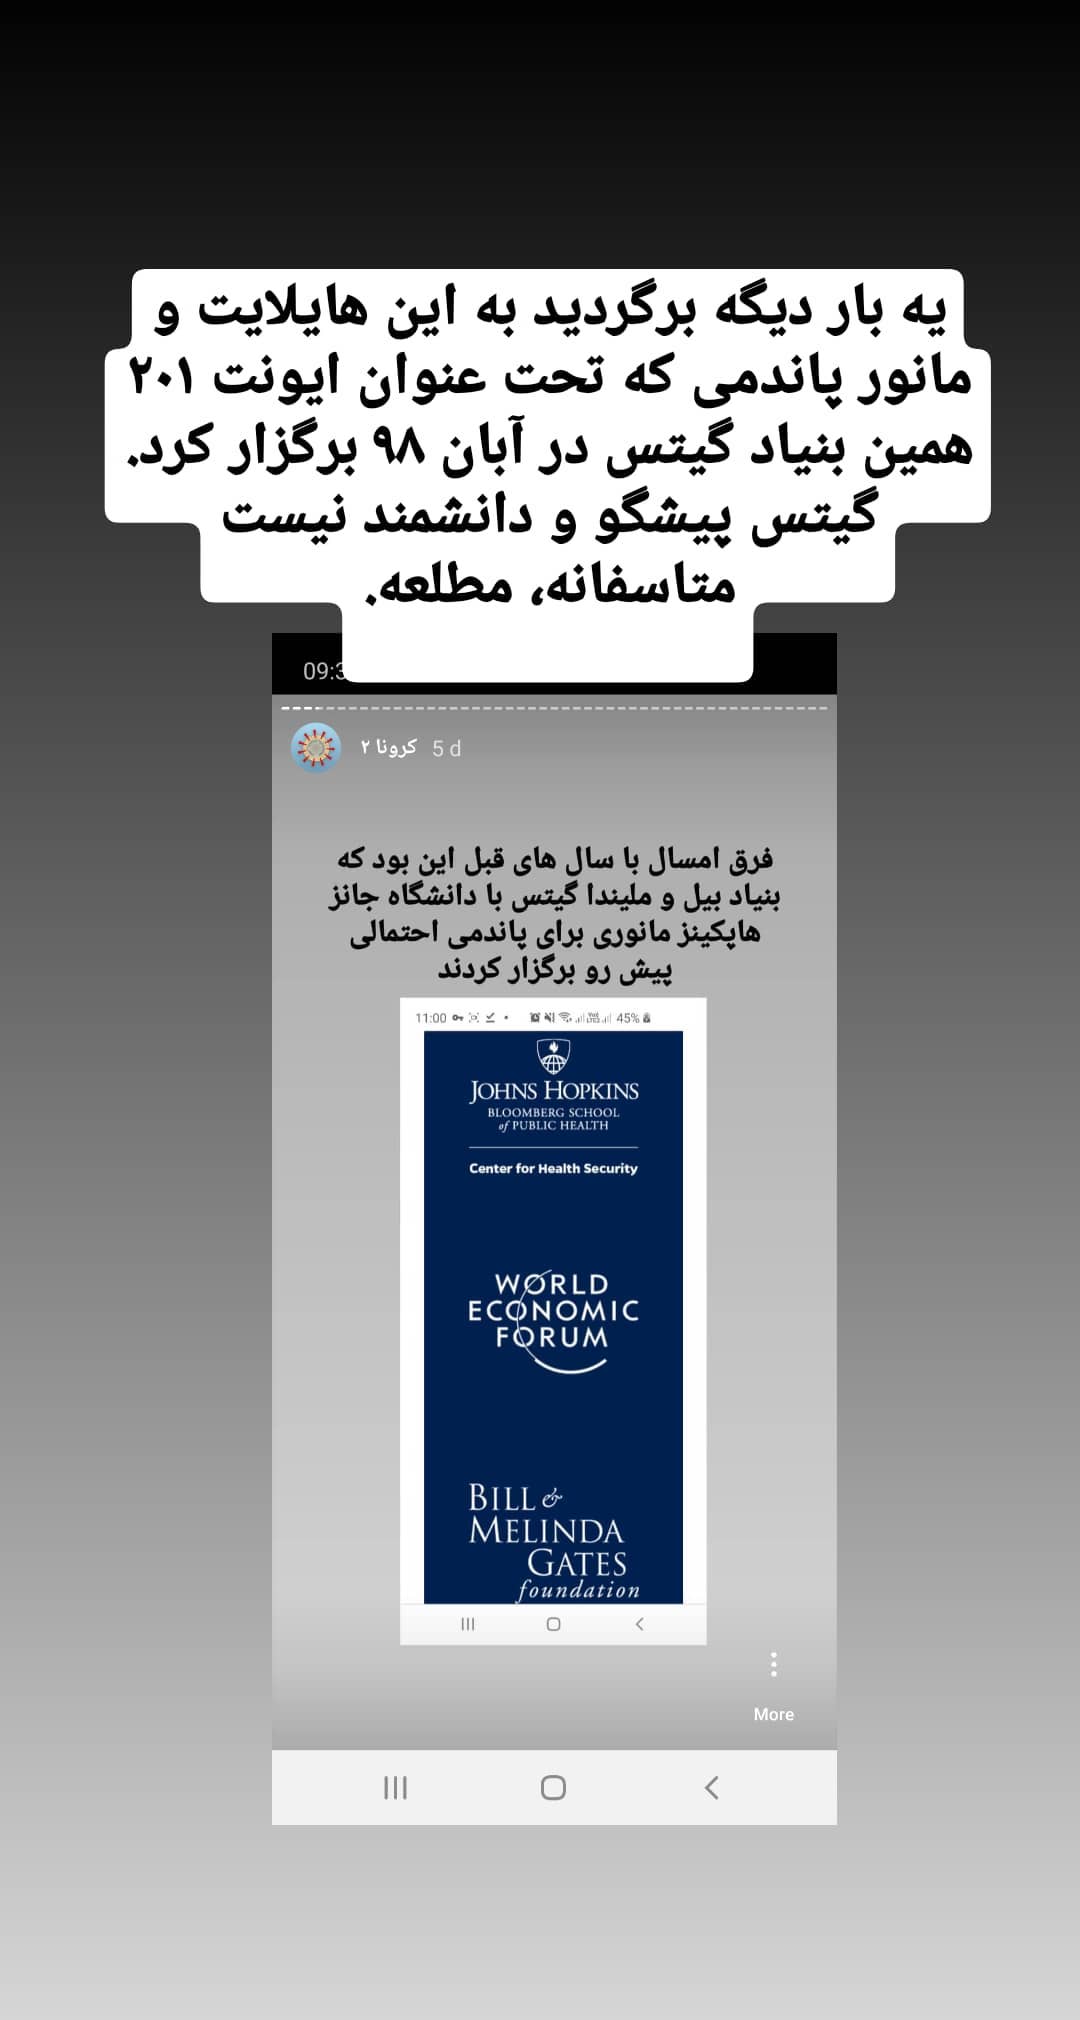 یه بار دیگه برگردید به این هایلایت و
مانور پاندمی که تحت عنوان ایونت ۲۰۱
همین بنیاد گیتس در آبان ۹۸ برگزار کرد.
گیتس پیشگو و دانشمند نیست
متاسفانه، مطلعه.
09:3
کرونا ۲ 5 d
فرق امسال با سال های قبل این بود که
بنیاد بیل و ملیندا گیتس با دانشگاه جانز
هاپکینز مانوری برای پاندمی احتمالی
پیش رو برگزار کردند
11:00 45%
JOHNS HOPKINS
BLOOMBERG SCHOOL
of PUBLIC HEALTH
Center for Health Security
WORLD
ECONOMIC
FORUM
BILL &
MELINDA
GATES
foundation
More